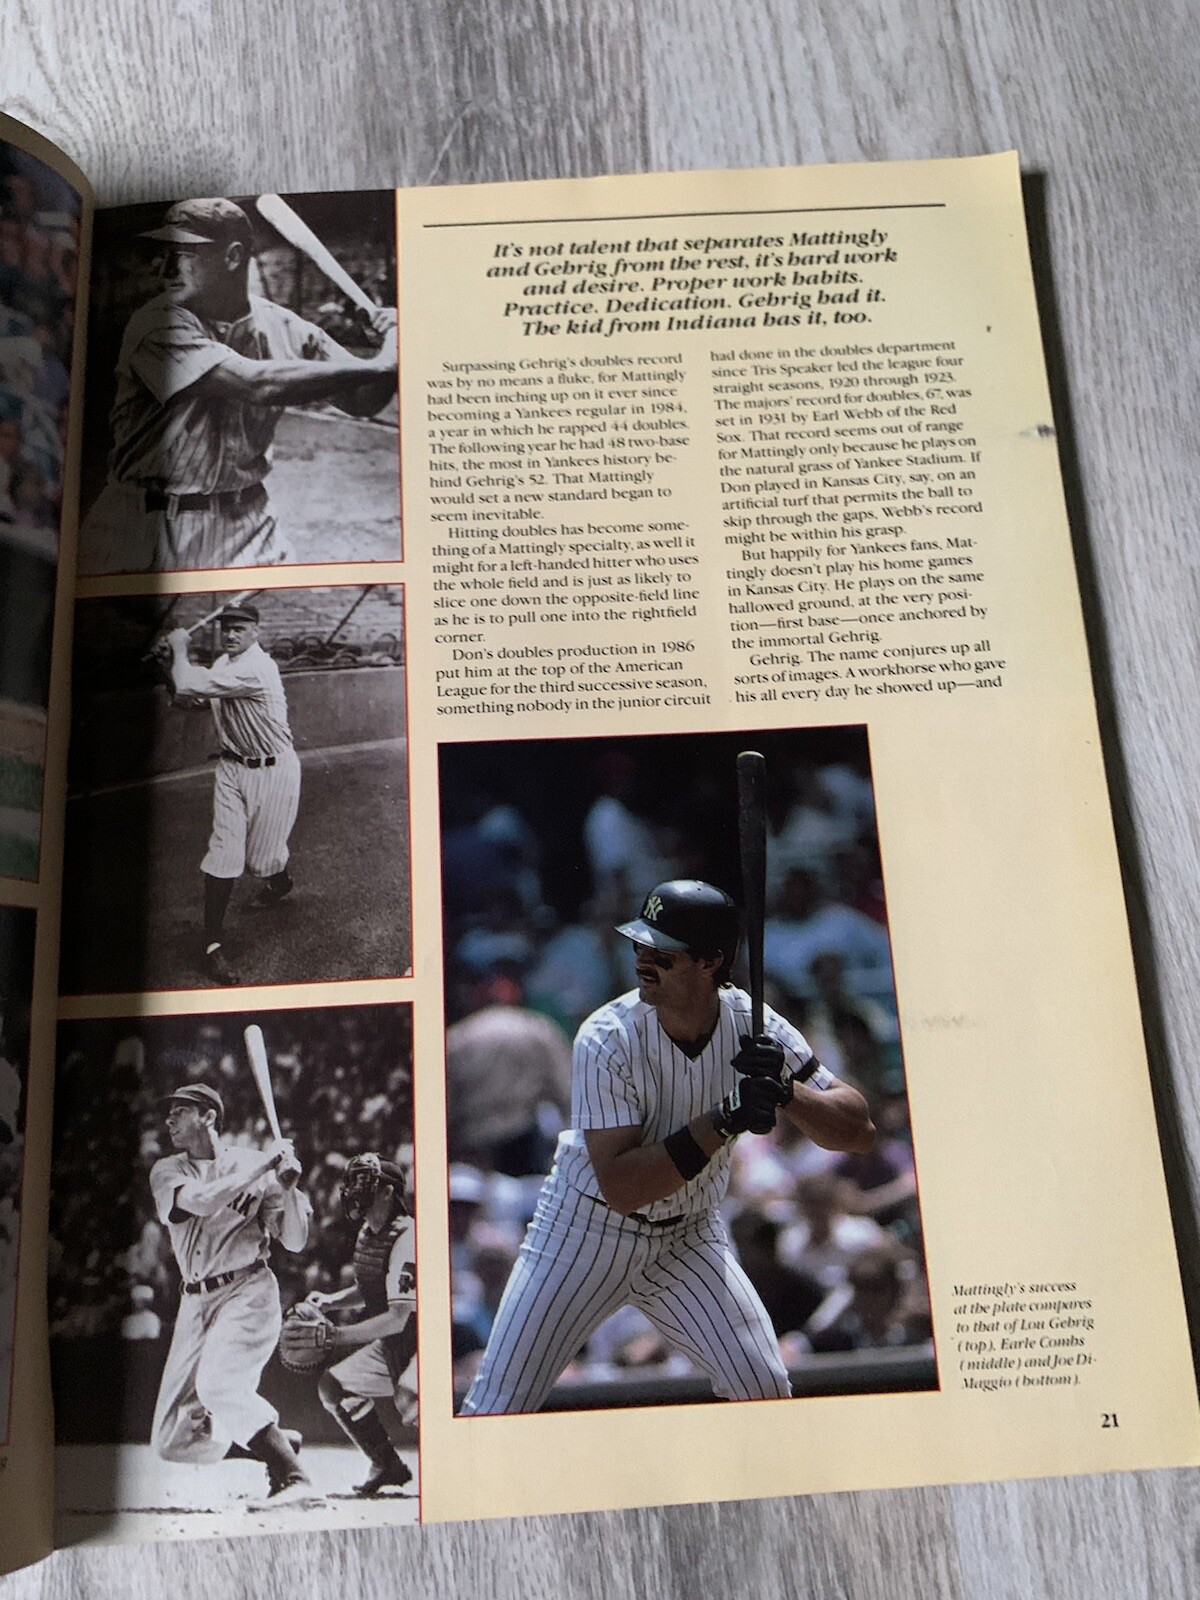 It's not talent that separates Mattingly
and Gehrig from the rest, it's hard work
and desire. Proper work habits.
Practice. Dedication. Gehrig had it.
The kid from Indiana has it, too.
Surpassing Gehrig's doubles record
was by no means a fluke, for Mattingly
had been inching up on it ever since
becoming a Yankees regular in 1984,
a year in which he rapped 44 doubles.
The following year he had 48 two-base
hits, the most in Yankees history be-
hind Gehrig's 52. That Mattingly
would set a new standard began to
seem inevitable.
Hitting doubles has become some-
thing of a Mattingly specialty, as well it
might for a left-handed hitter who uses
the whole field and is just as likely to
slice one down the opposite-field line
as he is to pull one into the rightfield
corner.
Don's doubles production in 1986
put him at the top of the American
League for the third successive season,
something nobody in the junior circuit
had done in the doubles department
since Tris Speaker led the league four
straight seasons, 1920 through 1923.
The majors' record for doubles, 67, was
set in 1931 by Earl Webb of the Red
Sox. That record seems out of range
for Mattingly only because he plays on
the natural grass of Yankee Stadium. If
Don played in Kansas City, say, on an
artificial turf that permits the ball to
skip through the gaps, Webb's record
might be within his grasp.
But happily for Yankees fans, Mat-
tingly doesn't play his home games
in Kansas City. He plays on the same
hallowed ground, at the very posi-
tion—first base—once anchored by
the immortal Gehrig.
Gehrig. The name conjures up all
sorts of images. A workhorse who gave
his all every day he showed up—and
NY
Mattingly's success
at the plate compares
to that of Lou Gehrig
(top), Earle Combs
(middle) and Joe Di-
Maggio (bottom).
21